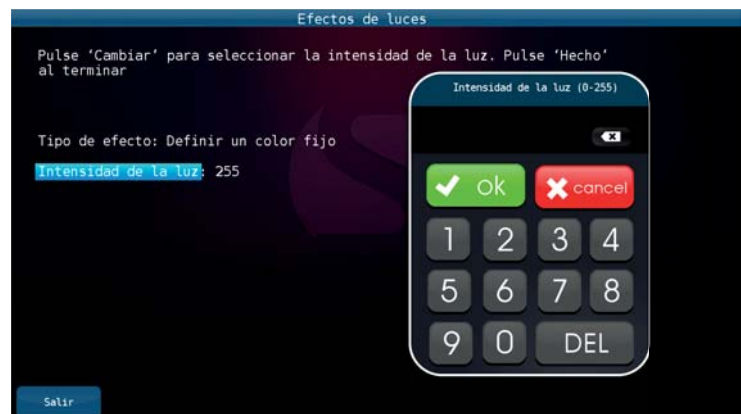 Efectos de luces
Pulse ‘Cambiar’ para seleccionar la intensidad de la luz. Pulse ‘Hecho’
al terminar
Intensidad de la luz (0-255)
Tipo de efecto: Definir un color fijo
Intensidad de la luz: 255
ok cancel
1 2 3 4
5 6 7 8
9 0 DEL
Salir